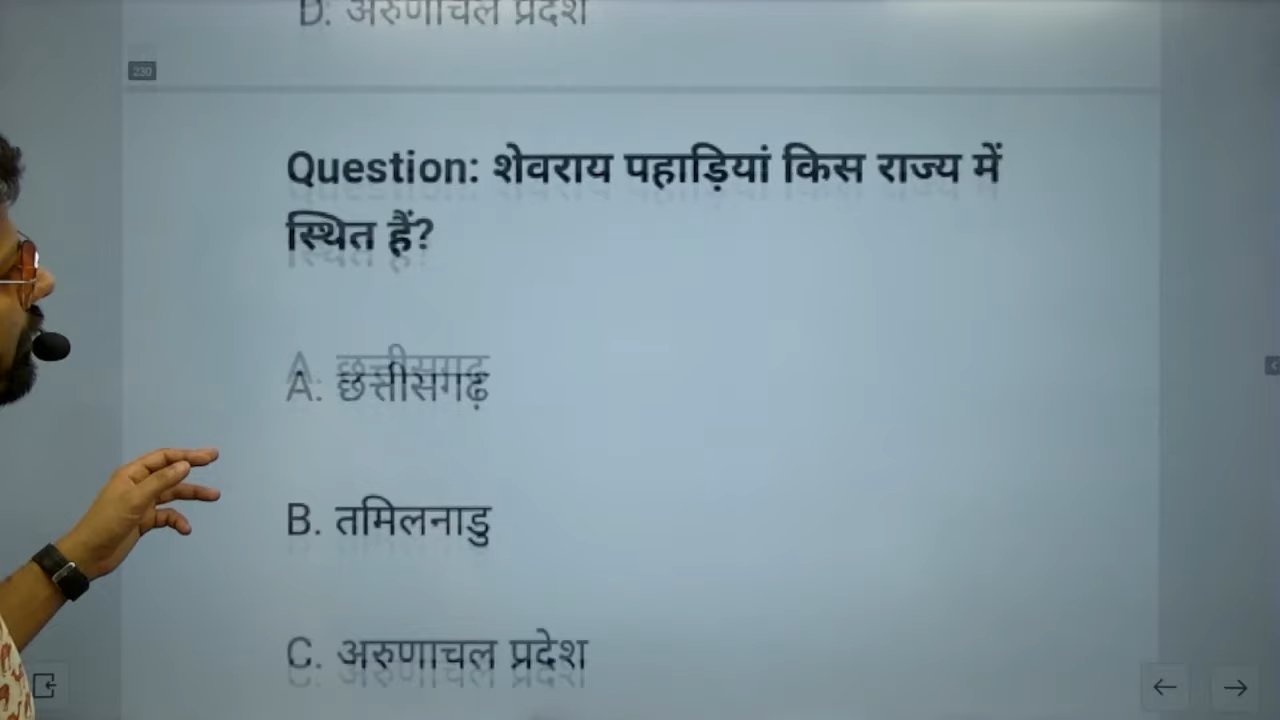 D. अरुणाचल प्रदेश
230
Question: शेवराय पहाड़ियां किस राज्य में
स्थित हैं?
A. छत्तीसगढ़
B. तमिलनाडु
C. अरुणाचल प्रदेश